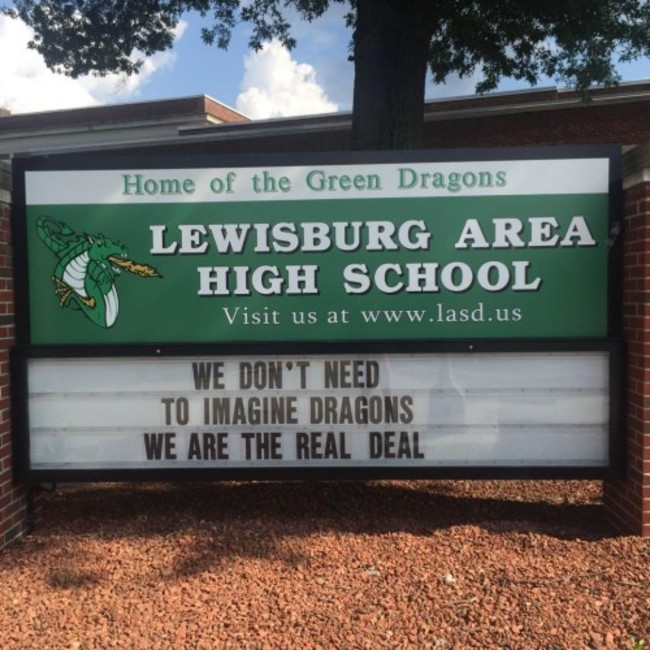 Home of the Green Dragons
LEWISBURG AREA
HIGH SCHOOL
Visit us at www.lasd.us
WE DON'T NEED
TO IMAGINE DRAGONS
WE ARE THE REAL DEAL